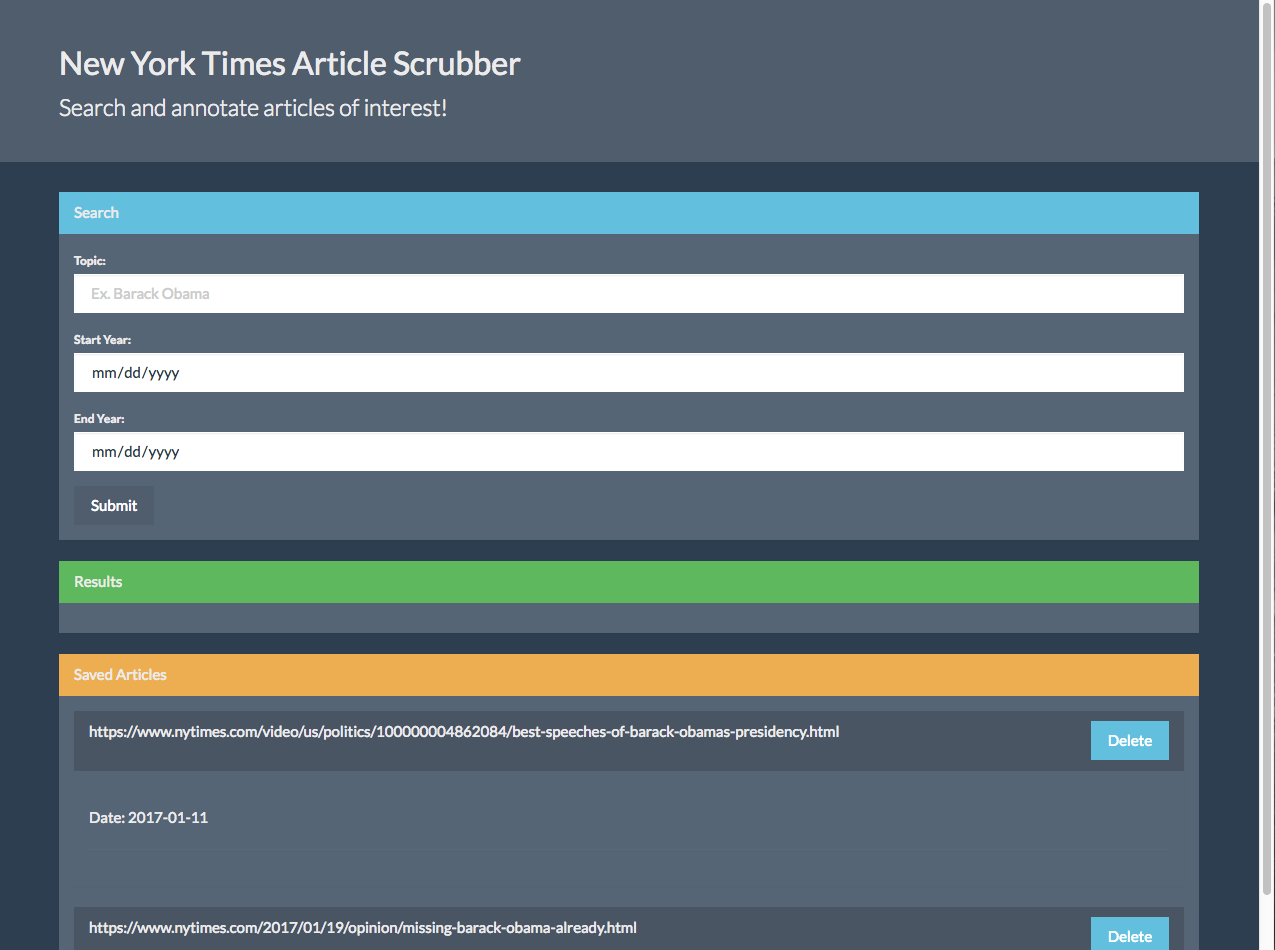 New York Times Article Scrubber
Search and annotate articles of interest!
Search
Topic:
Ex. Barack Obama
Start Year:
mm/dd/yyyy
End Year:
mm/dd/yyyy
Submit
Results
Saved Articles
https://www.nytimes.com/video/us/politics/100000004862084/best-speeches-of-barack-obamas-presidency.html
Delete
Date: 2017-01-11
https://www.nytimes.com/2017/01/19/opinion/missing-barack-obama-already.html
Delete